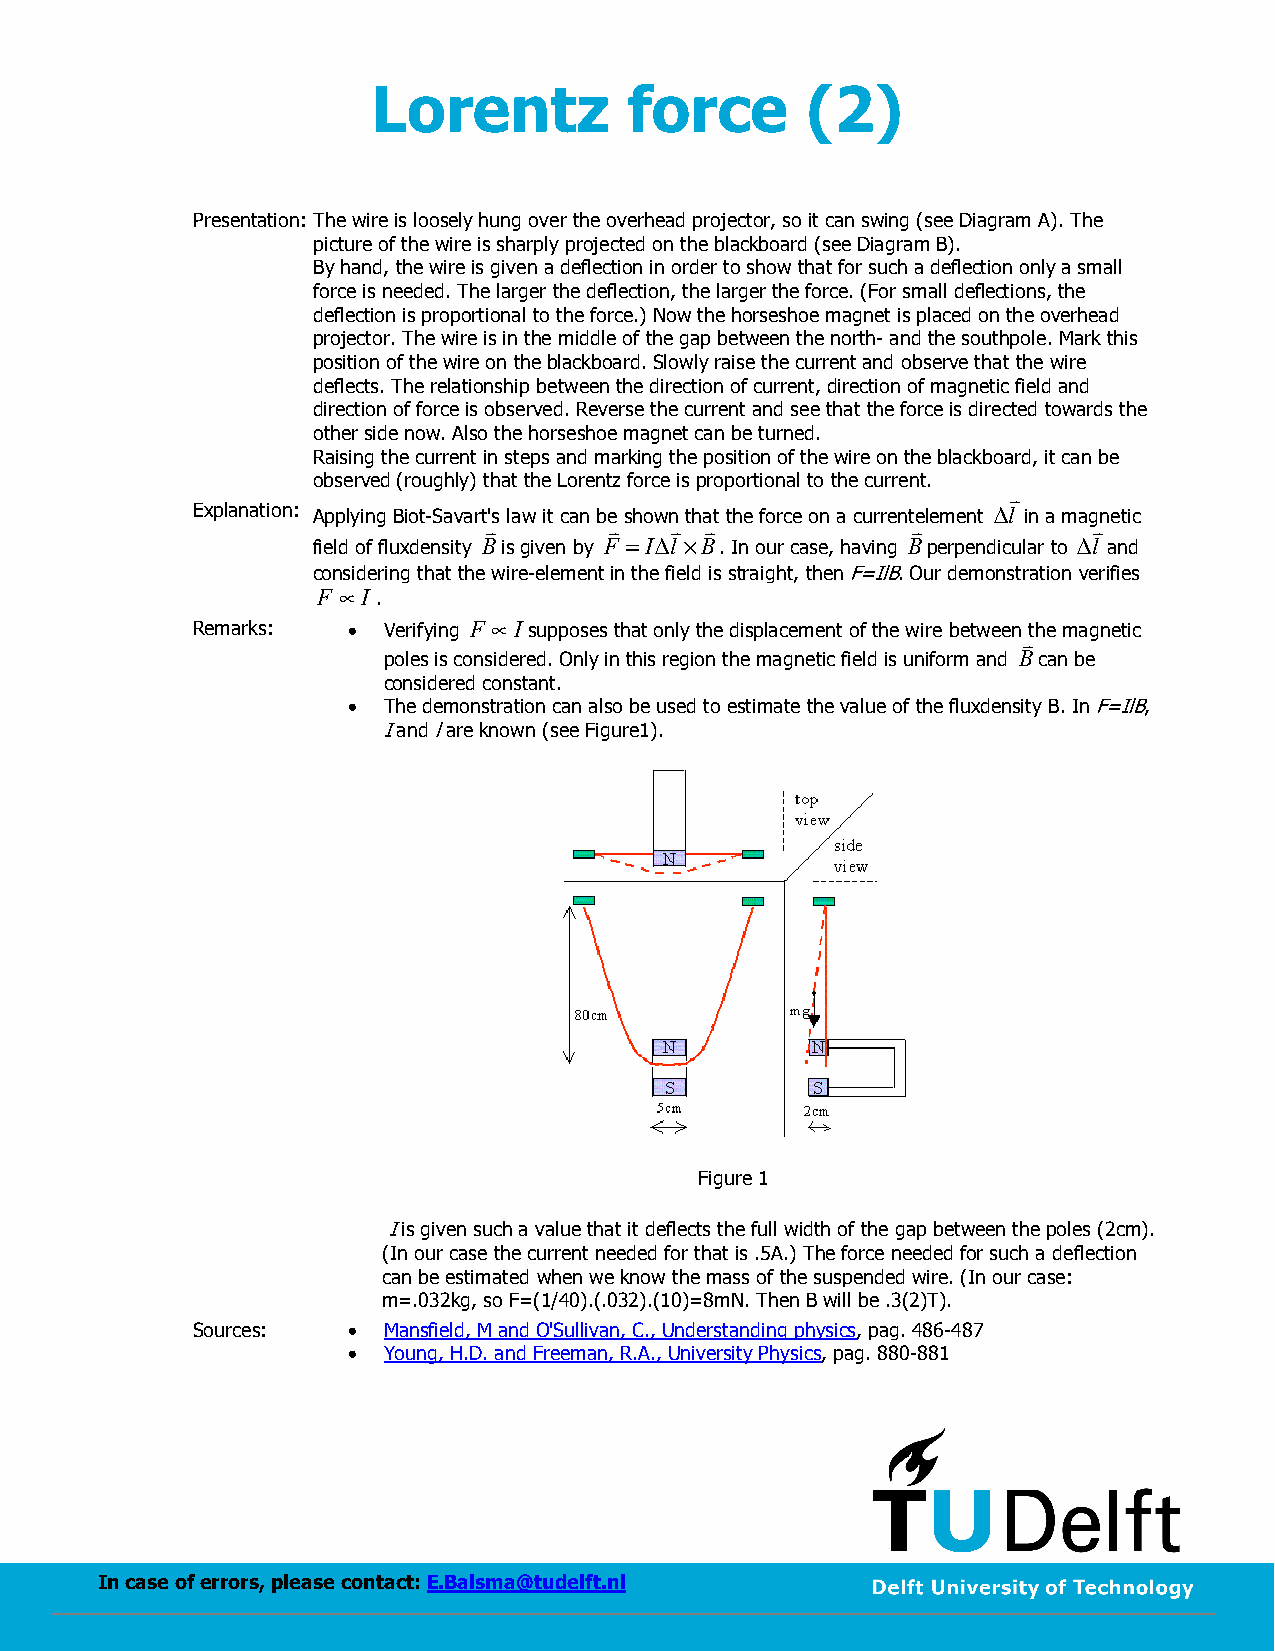 Lorentz force (2)
Presentation: The wire is loosely hung over the overhead projector, so it can swing (see Diagram A). The
picture of the wire is sharply projected on the blackboard (see Diagram B).
By hand, the wire is given a deflection in order to show that for such a deflection only a small
force is needed. The larger the deflection, the larger the force. (For small deflections, the
deflection is proportional to the force.) Now the horseshoe magnet is placed on the overhead
projector. The wire is in the middle of the gap between the north- and the southpole. Mark this
position of the wire on the blackboard. Slowly raise the current and observe that the wire
deflects. The relationship between the direction of current, direction of magnetic field and
direction of force is observed. Reverse the current and see that the force is directed towards the
other side now. Also the horseshoe magnet can be turned.
Raising the current in steps and marking the position of the wire on the blackboard, it can be
observed (roughly) that the Lorentz force is proportional to the current.
Explanation: Applying Biot-Savart's law it can be shown that the force on a currentelement Δl⃗ in a magnetic
field of fluxdensity B⃗ is given by F⃗ = IΔl⃗ × B⃗. In our case, having B⃗ perpendicular to Δl⃗ and
considering that the wire-element in the field is straight, then F=IlB. Our demonstration verifies
F ∝ I .
Remarks: • Verifying F ∝ I supposes that only the displacement of the wire between the magnetic
poles is considered. Only in this region the magnetic field is uniform and B⃗ can be
considered constant.
• The demonstration can also be used to estimate the value of the fluxdensity B. In F=IlB,
I and l are known (see Figure1).
top
view
side
view
N
80cm
mg
N
N
S
S
5cm
2cm
Figure 1
I is given such a value that it deflects the full width of the gap between the poles (2cm).
(In our case the current needed for that is .5A.) The force needed for such a deflection
can be estimated when we know the mass of the suspended wire. (In our case:
m=.032kg, so F=(1/40).(.032).(10)=8mN. Then B will be .3(2)T).
Sources: • Mansfield, M and O'Sullivan, C., Understanding physics, pag. 486-487
• Young, H.D. and Freeman, R.A., University Physics, pag. 880-881
TUDelft
In case of errors, please contact: E.Balsma@tudelft.nl
Delft University of Technology